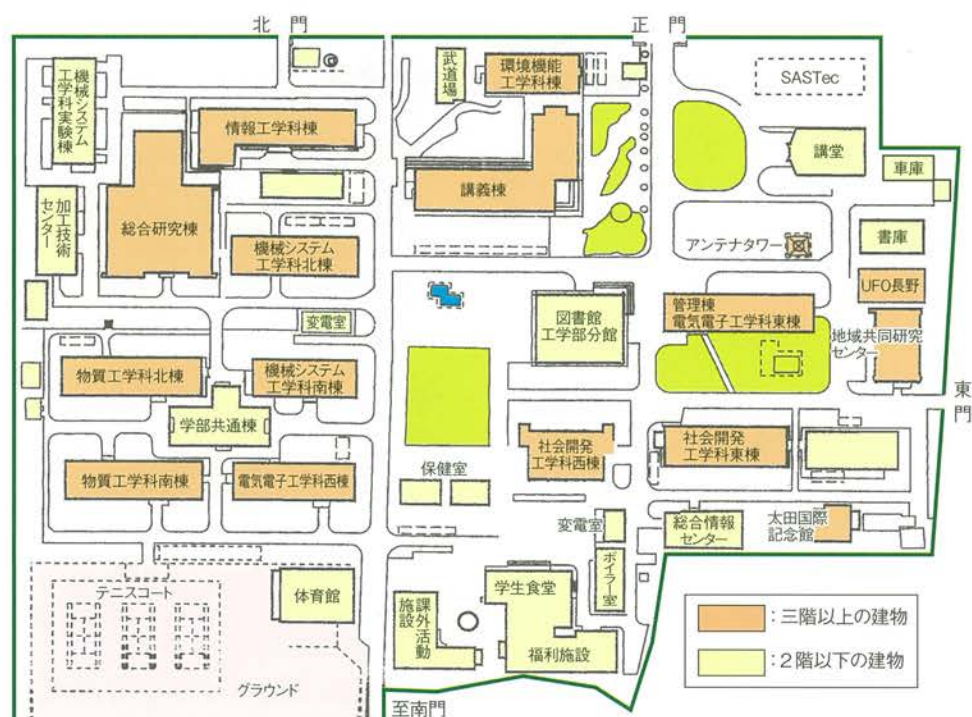 北門
正門
機械システム
工学科実験棟
武道場
環境機能
工学科棟
SASTec
情報工学科棟
講堂
車庫
加工技術
センター
総合研究棟
講義棟
機械システム
工学科北棟
アンテナタワー
書庫
UFO長野
変電室
図書館
工学部分館
管理棟
電気電子工学科東棟
地域共同研究
センター
物質工学科北棟
機械システム
工学科南棟
東門
学部共通棟
社会開発
工学科西棟
社会開発
工学科東棟
物質工学科南棟
電気電子工学科西棟
保健室
変電室
総合情報
センター
太田国際
記念館
ボイラー室
テニスコート
体育館
課外活動
施設
学生食堂
福利施設
グラウンド
至南門
:三階以上の建物
:2階以下の建物